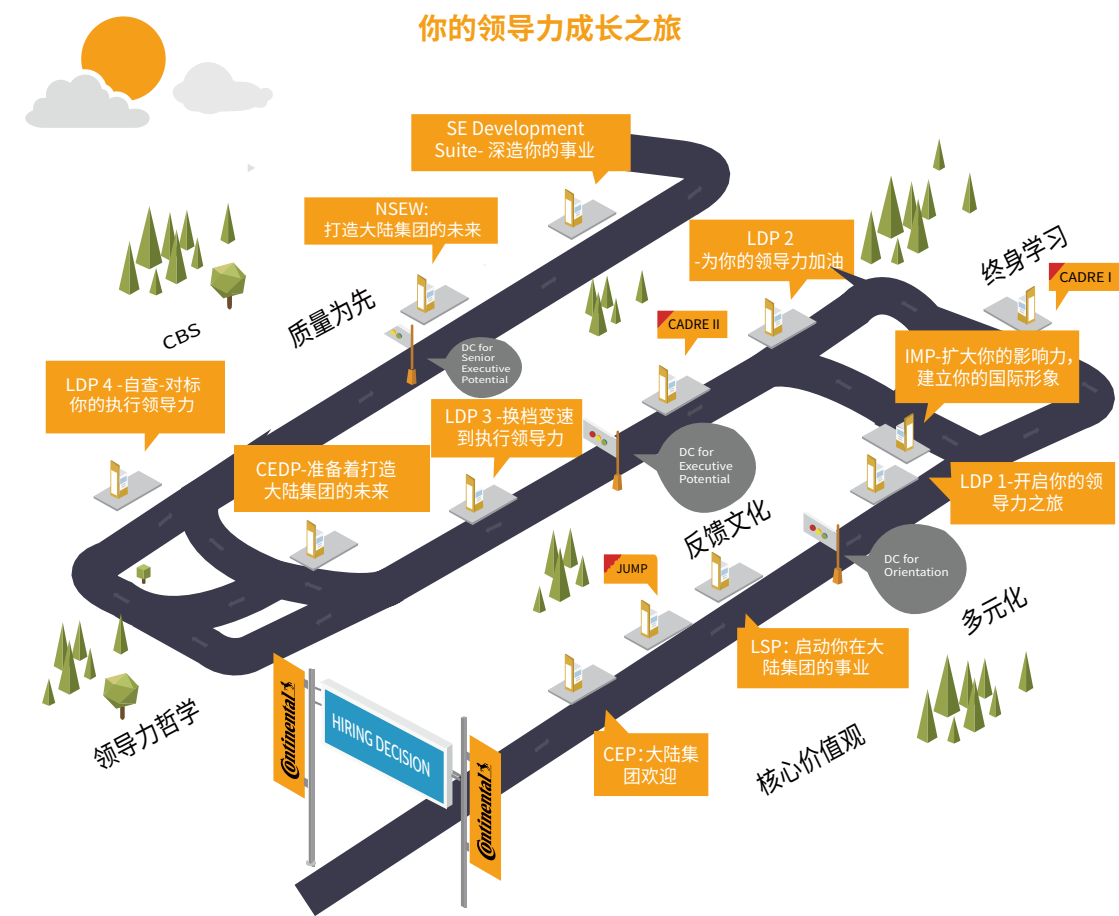 你的领导力成长之旅
SE Development
Suite- 深造你的事业
NSEW:
打造大陆集团的未来
LDP 2
-为你的领导力加油
终身学习
CADRE I
质量为先
CBS
CADRE II
DC for
Senior
Executive
Potential
IMP-扩大你的影响力，
建立你的国际形象
LDP 4 -自查-对标
你的执行领导力
LDP 3 -换档变速
到执行领导力
CEDP-准备着打造
大陆集团的未来
DC for
Executive
Potential
LDP 1-开启你的领
导力之旅
反馈文化
DC for
Orientation
JUMP
多元化
LSP：启动你在大
陆集团的事业
领导力哲学
Continental
HIRING DECISION
Continental
CEP：大陆集
团欢迎
核心价值观